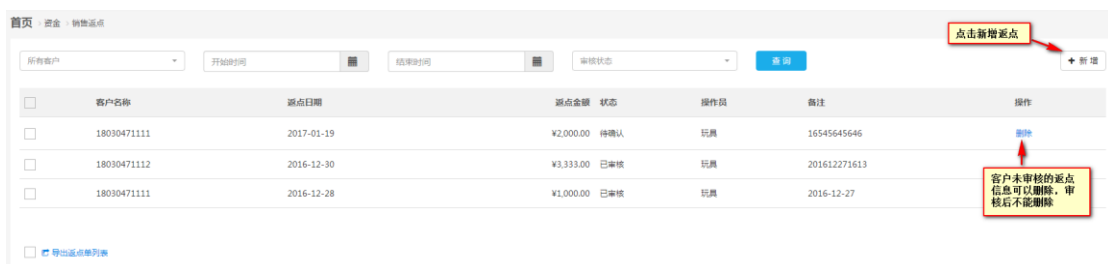 首页 › 资金 › 销售返点
点击新增返点
所有客户 开始时间 结束时间 审核状态 查询 新增
客户名称 返点日期 返点金额 状态 操作员 备注 操作
18030471111 2017-01-19 ¥2,000.00 待确认 玩具 16545645646 删除
18030471112 2016-12-30 ¥3,333.00 已审核 玩具 201612271613
18030471111 2016-12-28 ¥1,000.00 已审核 玩具 2016-12-27
客户未审核的返点
信息可以删除，审
核后不能删除
导出返点单列表